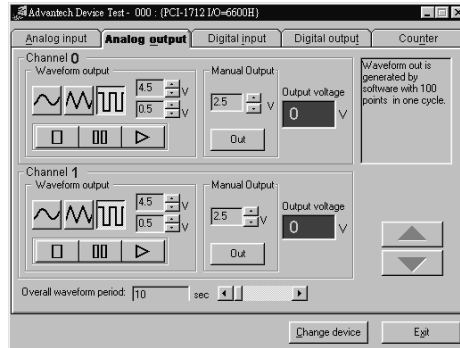 Advantech Device Test - 000 : {PCI-1712 I/O=6600H}
Analog input
Analog output
Digital input
Digital output
Counter
Channel 0
Waveform output
4.5 V
0.5 V
Manual Output
2.5 V
Out
Output voltage
0 V
Waveform out is
generated by
software with 100
points in one cycle.
Channel 1
Waveform output
4.5 V
0.5 V
Manual Output
2.5 V
Out
Output voltage
0 V
Overall waveform period: 10 sec
Change device
Exit